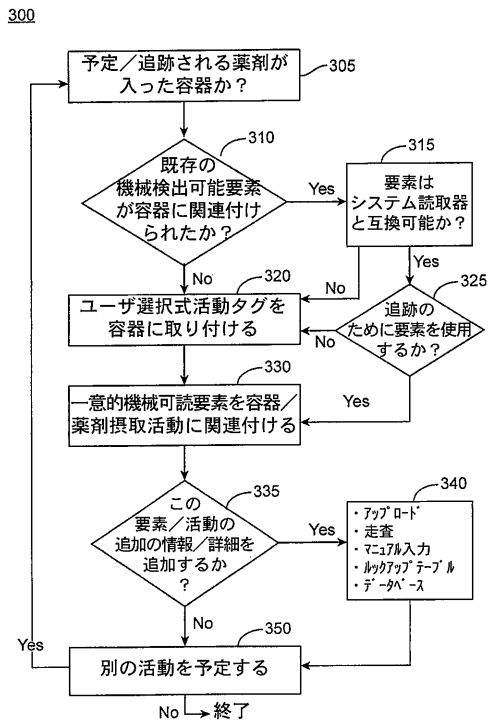 300
予定／追跡される薬剤が
入った容器か？
305
310
既存の
機械検出可能要素
が容器に関連付け
られたか？
Yes
315
要素は
システム読取器
と互換可能か？
No
320
No
Yes
325
ユーザ選択式活動タグを
容器に取り付ける
追跡の
ために要素を使用
するか？
No
330
Yes
一意的機械可読要素を容器／
薬剤摂取活動に関連付ける
335
この
要素／活動の
追加の情報／詳細を
追加するか
？
Yes
340
・アップロード
・走査
・マニュアル入力
・ルックアップテーブル
・データベース
No
350
Yes
別の活動を予定する
No
終了